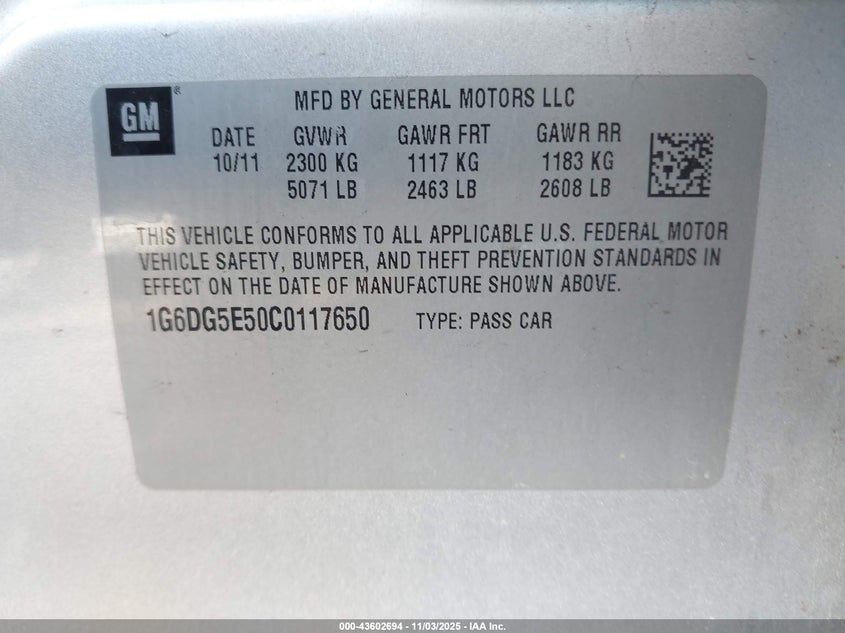 GM ®
MFD BY GENERAL MOTORS LLC
DATE GVWR GAWR FRT GAWR RR
10/11 2300 KG 1117 KG 1183 KG
5071 LB 2463 LB 2608 LB
THIS VEHICLE CONFORMS TO ALL APPLICABLE U.S. FEDERAL MOTOR
VEHICLE SAFETY, BUMPER, AND THEFT PREVENTION STANDARDS IN
EFFECT ON THE DATE OF MANUFACTURE SHOWN ABOVE.
1G6DG5E50C0117650 TYPE: PASS CAR
000-43602694 - 11/03/2025 - IAA Inc.